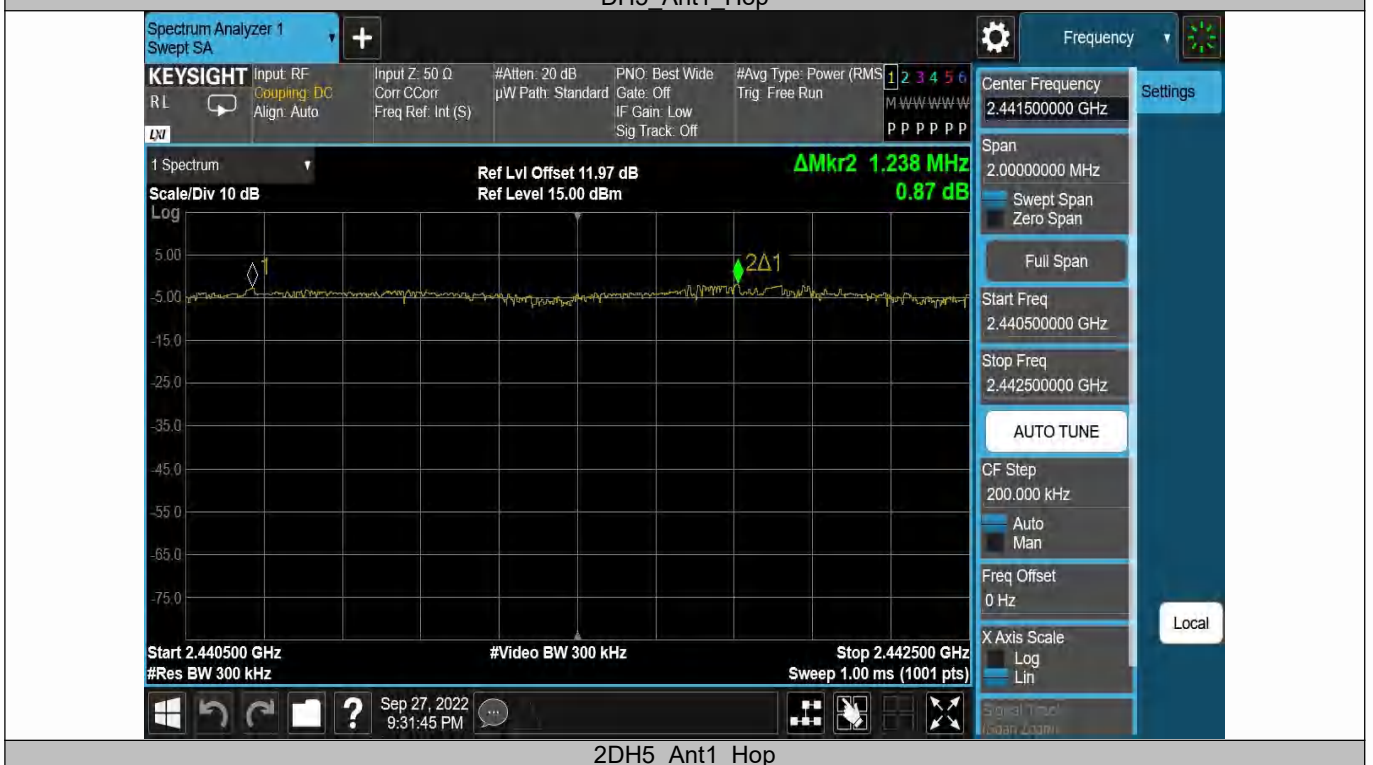 DH5_Ant1_Hop
Spectrum Analyzer 1
Swept SA
Frequency
KEYSIGHT
RL
LXI
Input: RF
Coupling: DC
Align: Auto
Input Z: 50 Ω
Corr CCorr
Freq Ref: Int (S)
#Atten: 20 dB
µW Path: Standard
PNO: Best Wide
Gate: Off
IF Gain: Low
Sig Track: Off
#Avg Type: Power (RMS
Trig: Free Run
1 2 3 4 5 6
M W W W W W
P P P P P P
1 Spectrum
Scale/Div 10 dB
Ref Lvl Offset 11.97 dB
Ref Level 15.00 dBm
ΔMkr2 1.238 MHz
0.87 dB
Log
5.00
-5.00
-15.0
-25.0
-35.0
-45.0
-55.0
-65.0
-75.0
1
2Δ1
Start 2.440500 GHz
#Res BW 300 kHz
#Video BW 300 kHz
Stop 2.442500 GHz
Sweep 1.00 ms (1001 pts)
Center Frequency
2.441500000 GHz
Settings
Span
2.00000000 MHz
Swept Span
Zero Span
Full Span
Start Freq
2.440500000 GHz
Stop Freq
2.442500000 GHz
AUTO TUNE
CF Step
200.000 kHz
Auto
Man
Freq Offset
0 Hz
X Axis Scale
Log
Lin
Signal Track
(Span Zoom)
Local
?
Sep 27, 2022
9:31:45 PM
2DH5_Ant1_Hop